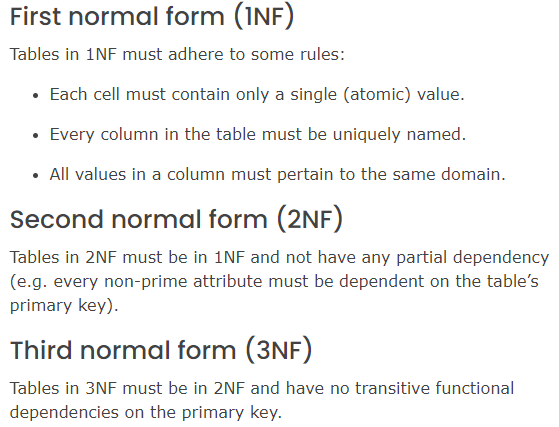 First normal form (1NF)
Tables in 1NF must adhere to some rules:
• Each cell must contain only a single (atomic) value.
• Every column in the table must be uniquely named.
• All values in a column must pertain to the same domain.
Second normal form (2NF)
Tables in 2NF must be in 1NF and not have any partial dependency
(e.g. every non-prime attribute must be dependent on the table’s
primary key).
Third normal form (3NF)
Tables in 3NF must be in 2NF and have no transitive functional
dependencies on the primary key.